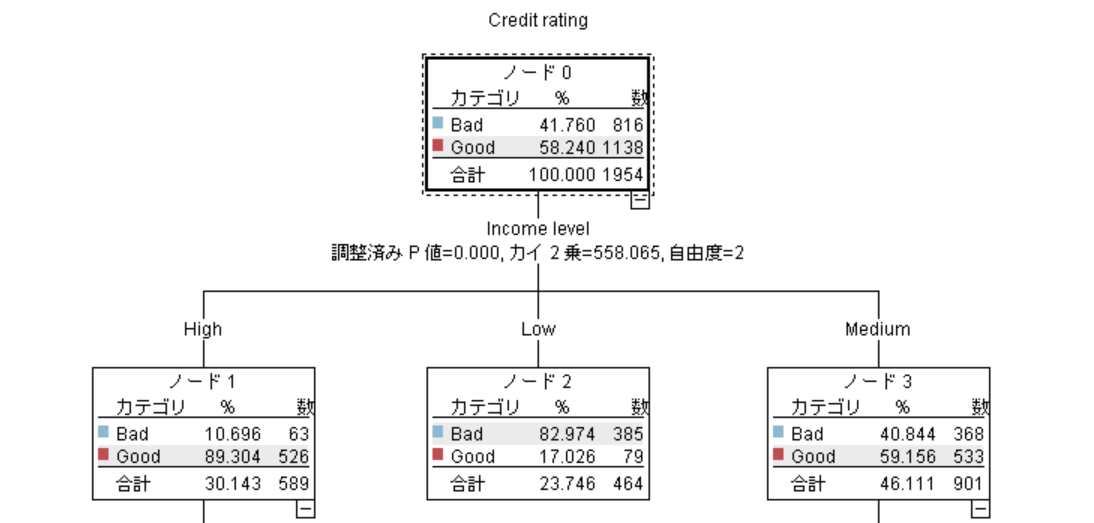 Credit rating
ノード 0
カテゴリ % 数
Bad 41.760 816
Good 58.240 1138
合計 100.000 1954
Income level
調整済み P 値=0.000, カイ 2 乗=558.065, 自由度=2
High
Low
Medium
ノード 1
カテゴリ % 数
Bad 10.696 63
Good 89.304 526
合計 30.143 589
ノード 2
カテゴリ % 数
Bad 82.974 385
Good 17.026 79
合計 23.746 464
ノード 3
カテゴリ % 数
Bad 40.844 368
Good 59.156 533
合計 46.111 901